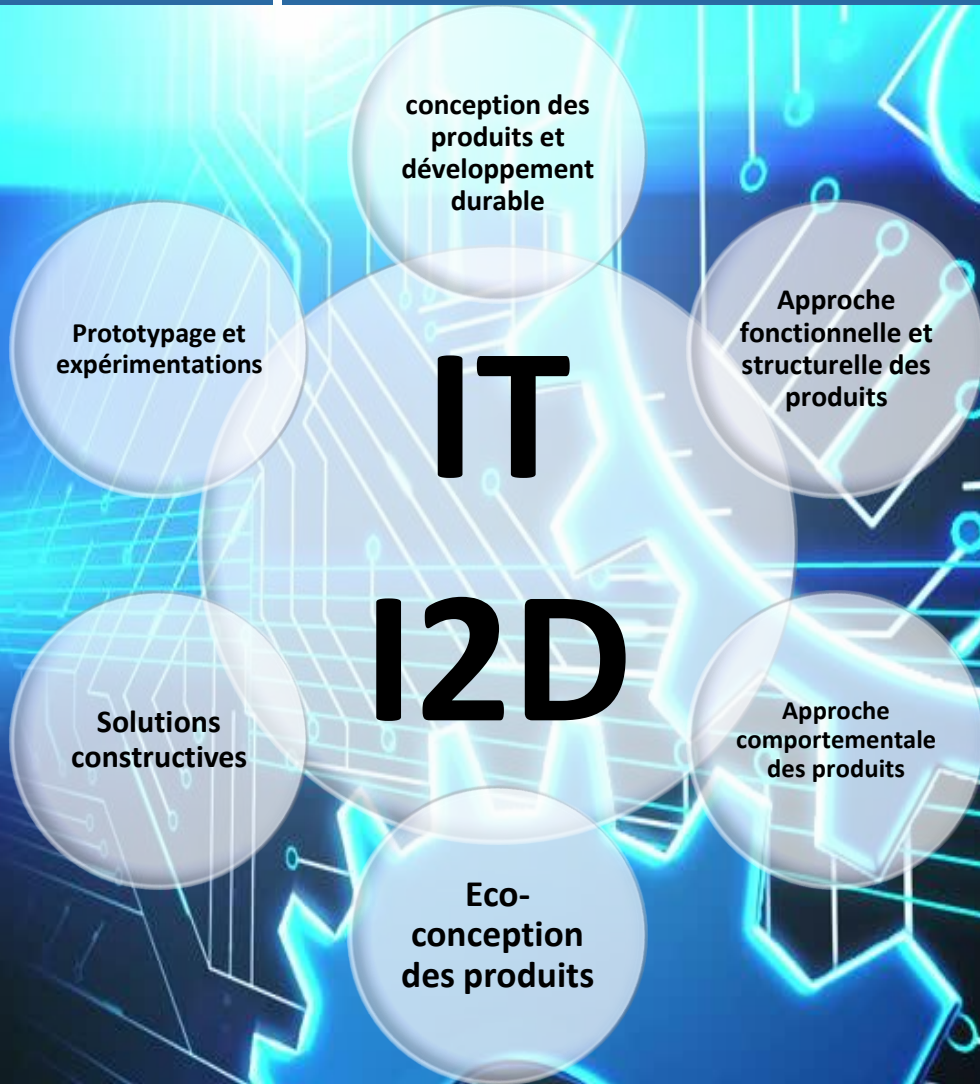 conception des
produits et
développement
durable
Prototypage et
expérimentations
Approche
fonctionnelle et
structurelle des
produits
IT
I2D
Solutions
constructives
Approche
comportementale
des produits
Eco-
conception
des produits